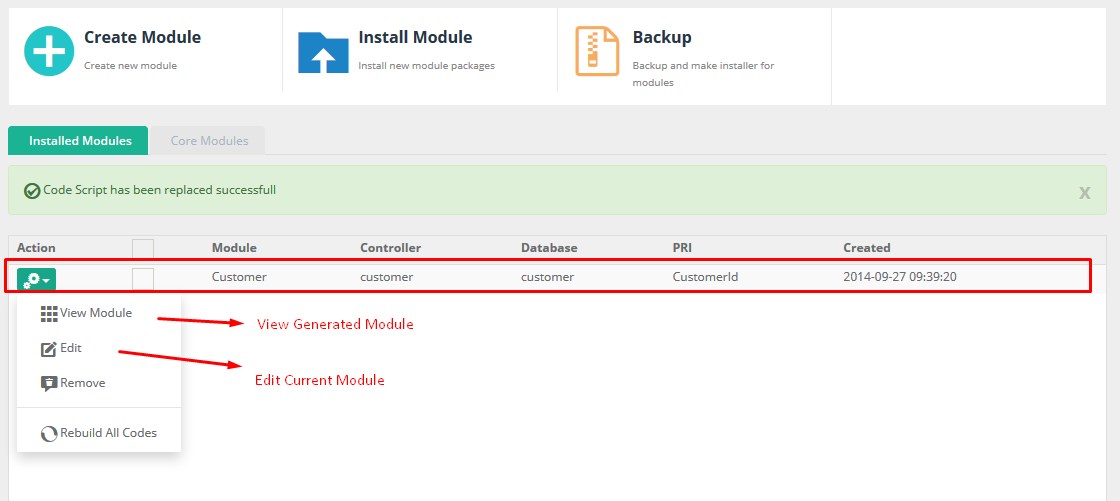 Create Module
Create new module
Install Module
Install new module packages
Backup
Backup and make installer for
modules
Installed Modules
Core Modules
Code Script has been replaced successfull
x
Action Module Controller Database PRI Created
Customer customer customer CustomerId 2014-09-27 09:39:20
View Module
View Generated Module
Edit
Edit Current Module
Remove
Rebuild All Codes